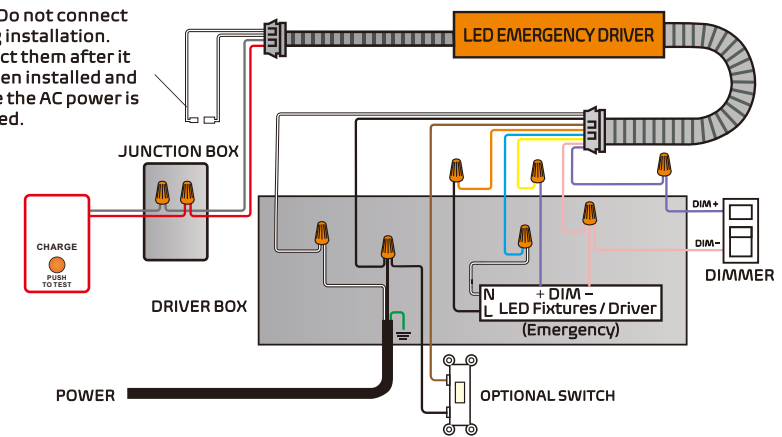 Do not connect
installation.
ct them after it
en installed and
e the AC power is
ed.
LED EMERGENCY DRIVER
JUNCTION BOX
CHARGE
PUSH
TO TEST
DRIVER BOX
DIM+
DIM-
DIMMER
N + DIM -
L LED Fixtures / Driver
(Emergency)
POWER
OPTIONAL SWITCH